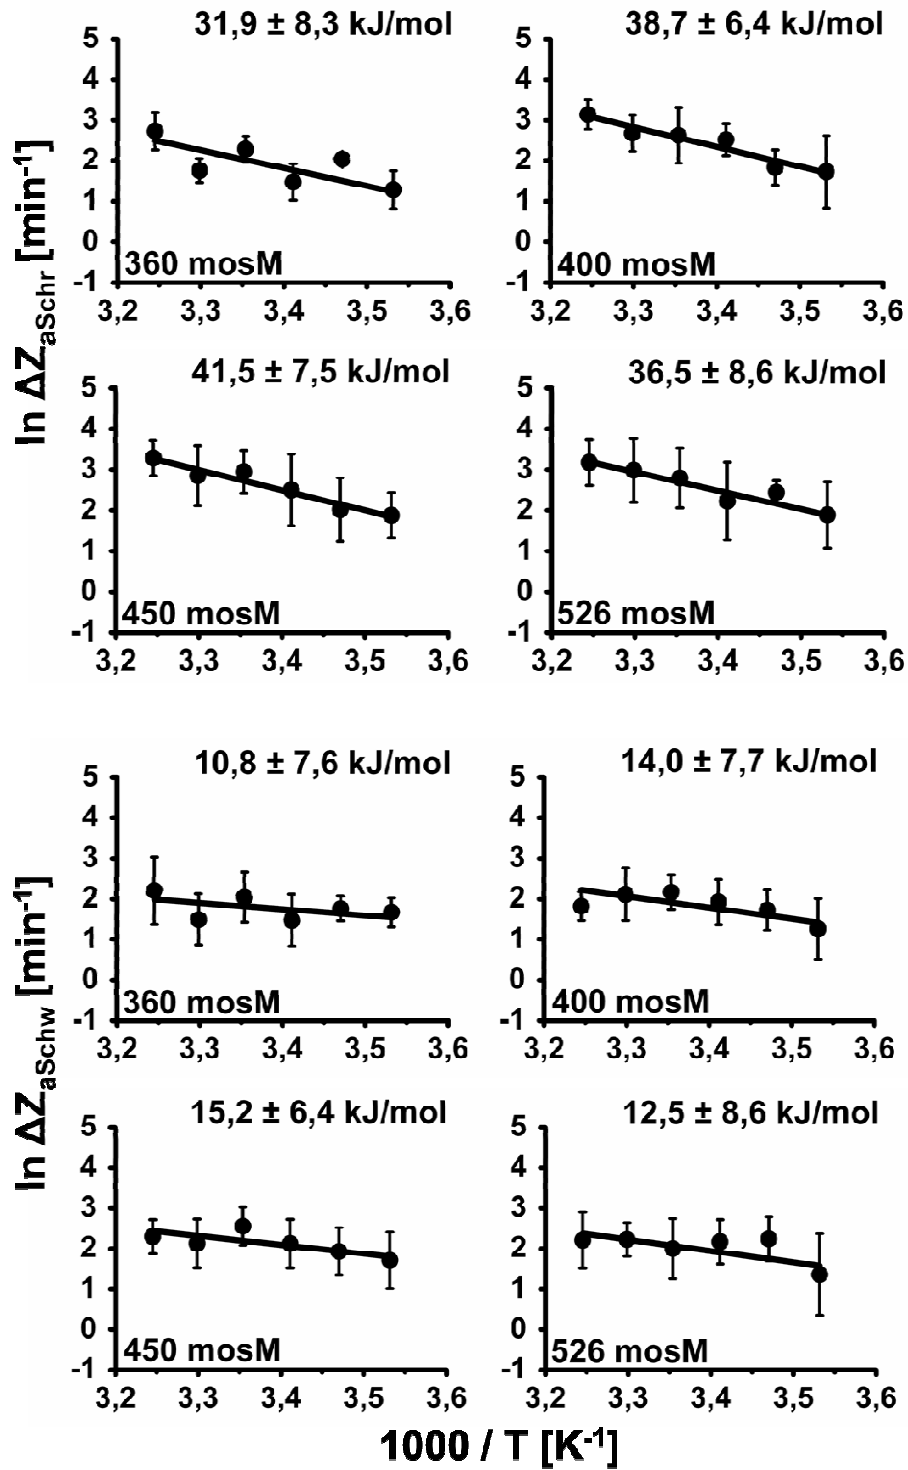 31,9 ± 8,3 kJ/mol
38,7 ± 6,4 kJ/mol
5
4
3
2
1
0
-1
360 mosM
3,2 3,3 3,4 3,5 3,6
5
4
3
2
1
0
-1
400 mosM
3,2 3,3 3,4 3,5 3,6
ln ΔZaSchr [min-1]
41,5 ± 7,5 kJ/mol
36,5 ± 8,6 kJ/mol
5
4
3
2
1
0
-1
450 mosM
3,2 3,3 3,4 3,5 3,6
5
4
3
2
1
0
-1
526 mosM
3,2 3,3 3,4 3,5 3,6
10,8 ± 7,6 kJ/mol
14,0 ± 7,7 kJ/mol
5
4
3
2
1
0
-1
360 mosM
3,2 3,3 3,4 3,5 3,6
5
4
3
2
1
0
-1
400 mosM
3,2 3,3 3,4 3,5 3,6
ln ΔZaSchw [min-1]
15,2 ± 6,4 kJ/mol
12,5 ± 8,6 kJ/mol
5
4
3
2
1
0
-1
450 mosM
3,2 3,3 3,4 3,5 3,6
5
4
3
2
1
0
-1
526 mosM
3,2 3,3 3,4 3,5 3,6
1000 / T [K-1]